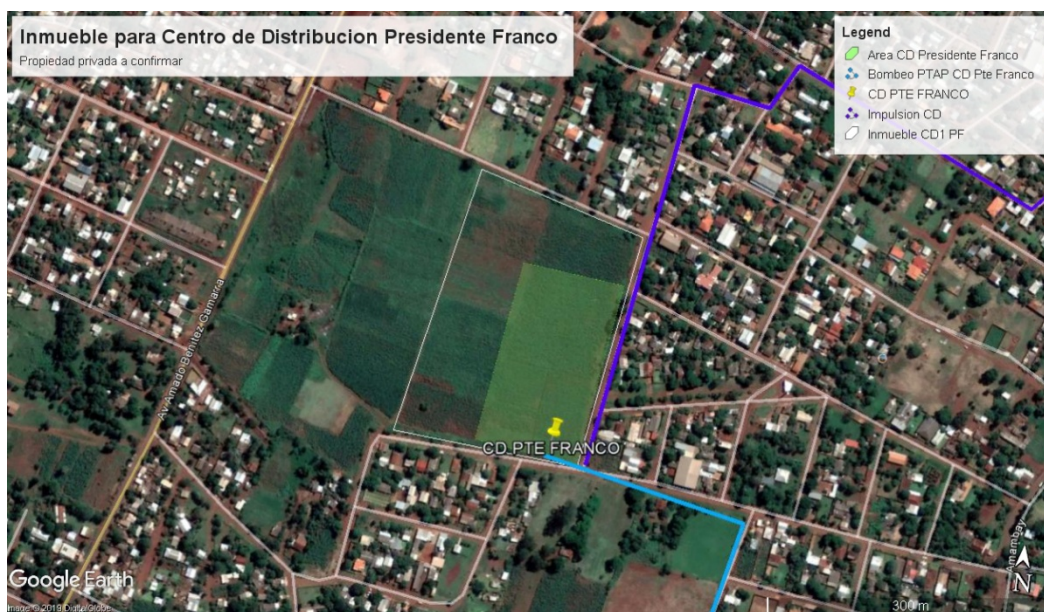 Inmueble para Centro de Distribucion Presidente Franco
Propiedad privada a confirmar
Legend
Area CD Presidente Franco
Bombeo PTAP CD Pte Franco
CD PTE FRANCO
Impulsion CD
Inmueble CD1 PF
Av Amado Benitez Gamarra
CD PTE FRANCO
Amambay
Google Earth
N
Image © 2019 DigitalGlobe
300 m